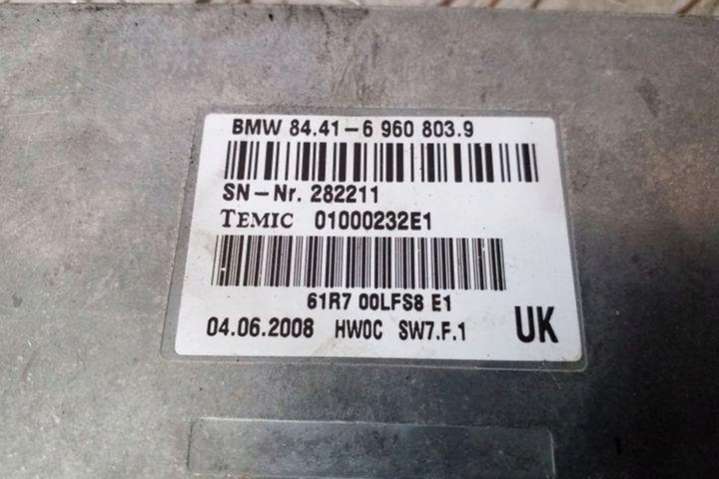 BMW 84.41-6 960 803.9
SN-Nr. 282211
TEMIC 01000232E1
61R7 00LFS8 E1
04.06.2008 HW0C SW7.F.1 UK